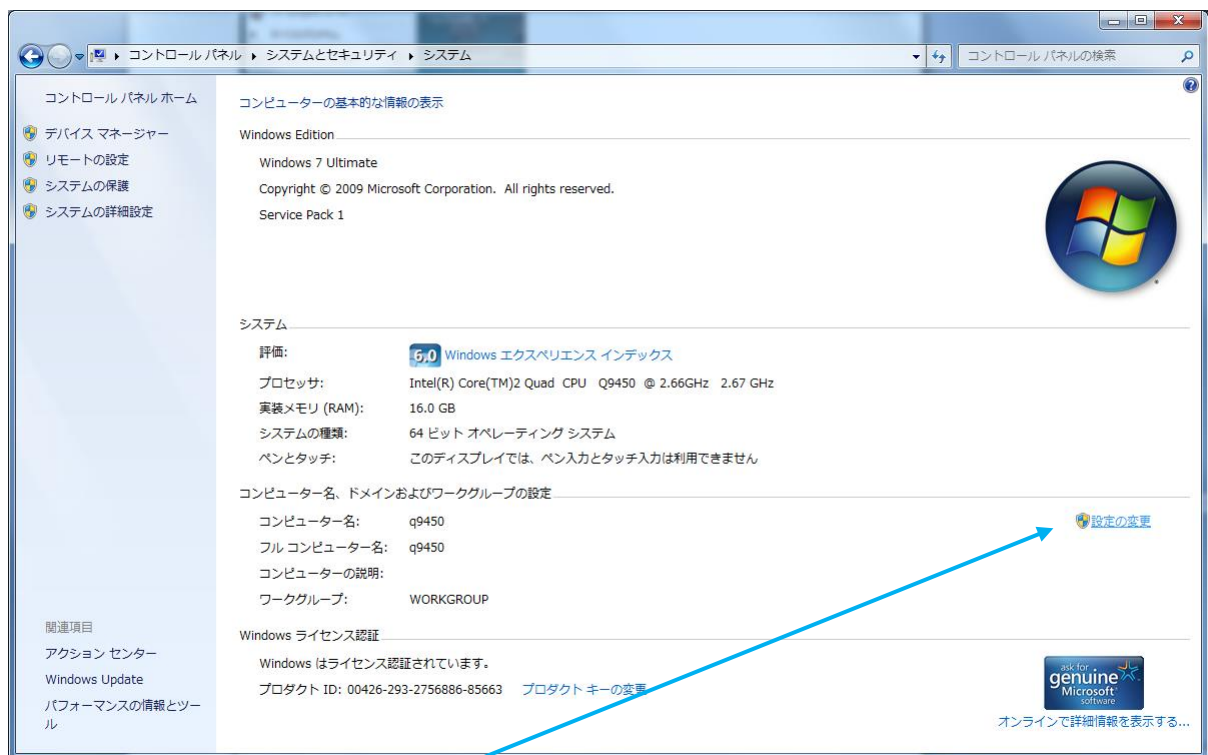 コントロール パネル ▸ システムとセキュリティ ▸ システム
コントロール パネルの検索
コントロール パネル ホーム
デバイス マネージャー
リモートの設定
システムの保護
システムの詳細設定
コンピューターの基本的な情報の表示
Windows Edition
Windows 7 Ultimate
Copyright © 2009 Microsoft Corporation. All rights reserved.
Service Pack 1
システム
評価: 6.0 Windows エクスペリエンス インデックス
プロセッサ: Intel(R) Core(TM)2 Quad CPU Q9450 @ 2.66GHz 2.67 GHz
実装メモリ (RAM): 16.0 GB
システムの種類: 64 ビット オペレーティング システム
ペンとタッチ: このディスプレイでは、ペン入力とタッチ入力は利用できません
コンピューター名、ドメインおよびワークグループの設定
コンピューター名: q9450
設定の変更
フル コンピューター名: q9450
コンピューターの説明:
ワークグループ: WORKGROUP
Windows ライセンス認証
Windows はライセンス認証されています。
プロダクト ID: 00426-293-2756886-85663 プロダクト キーの変更
ask for
genuine
Microsoft
software
オンラインで詳細情報を表示する...
関連項目
アクション センター
Windows Update
パフォーマンスの情報とツー
ル